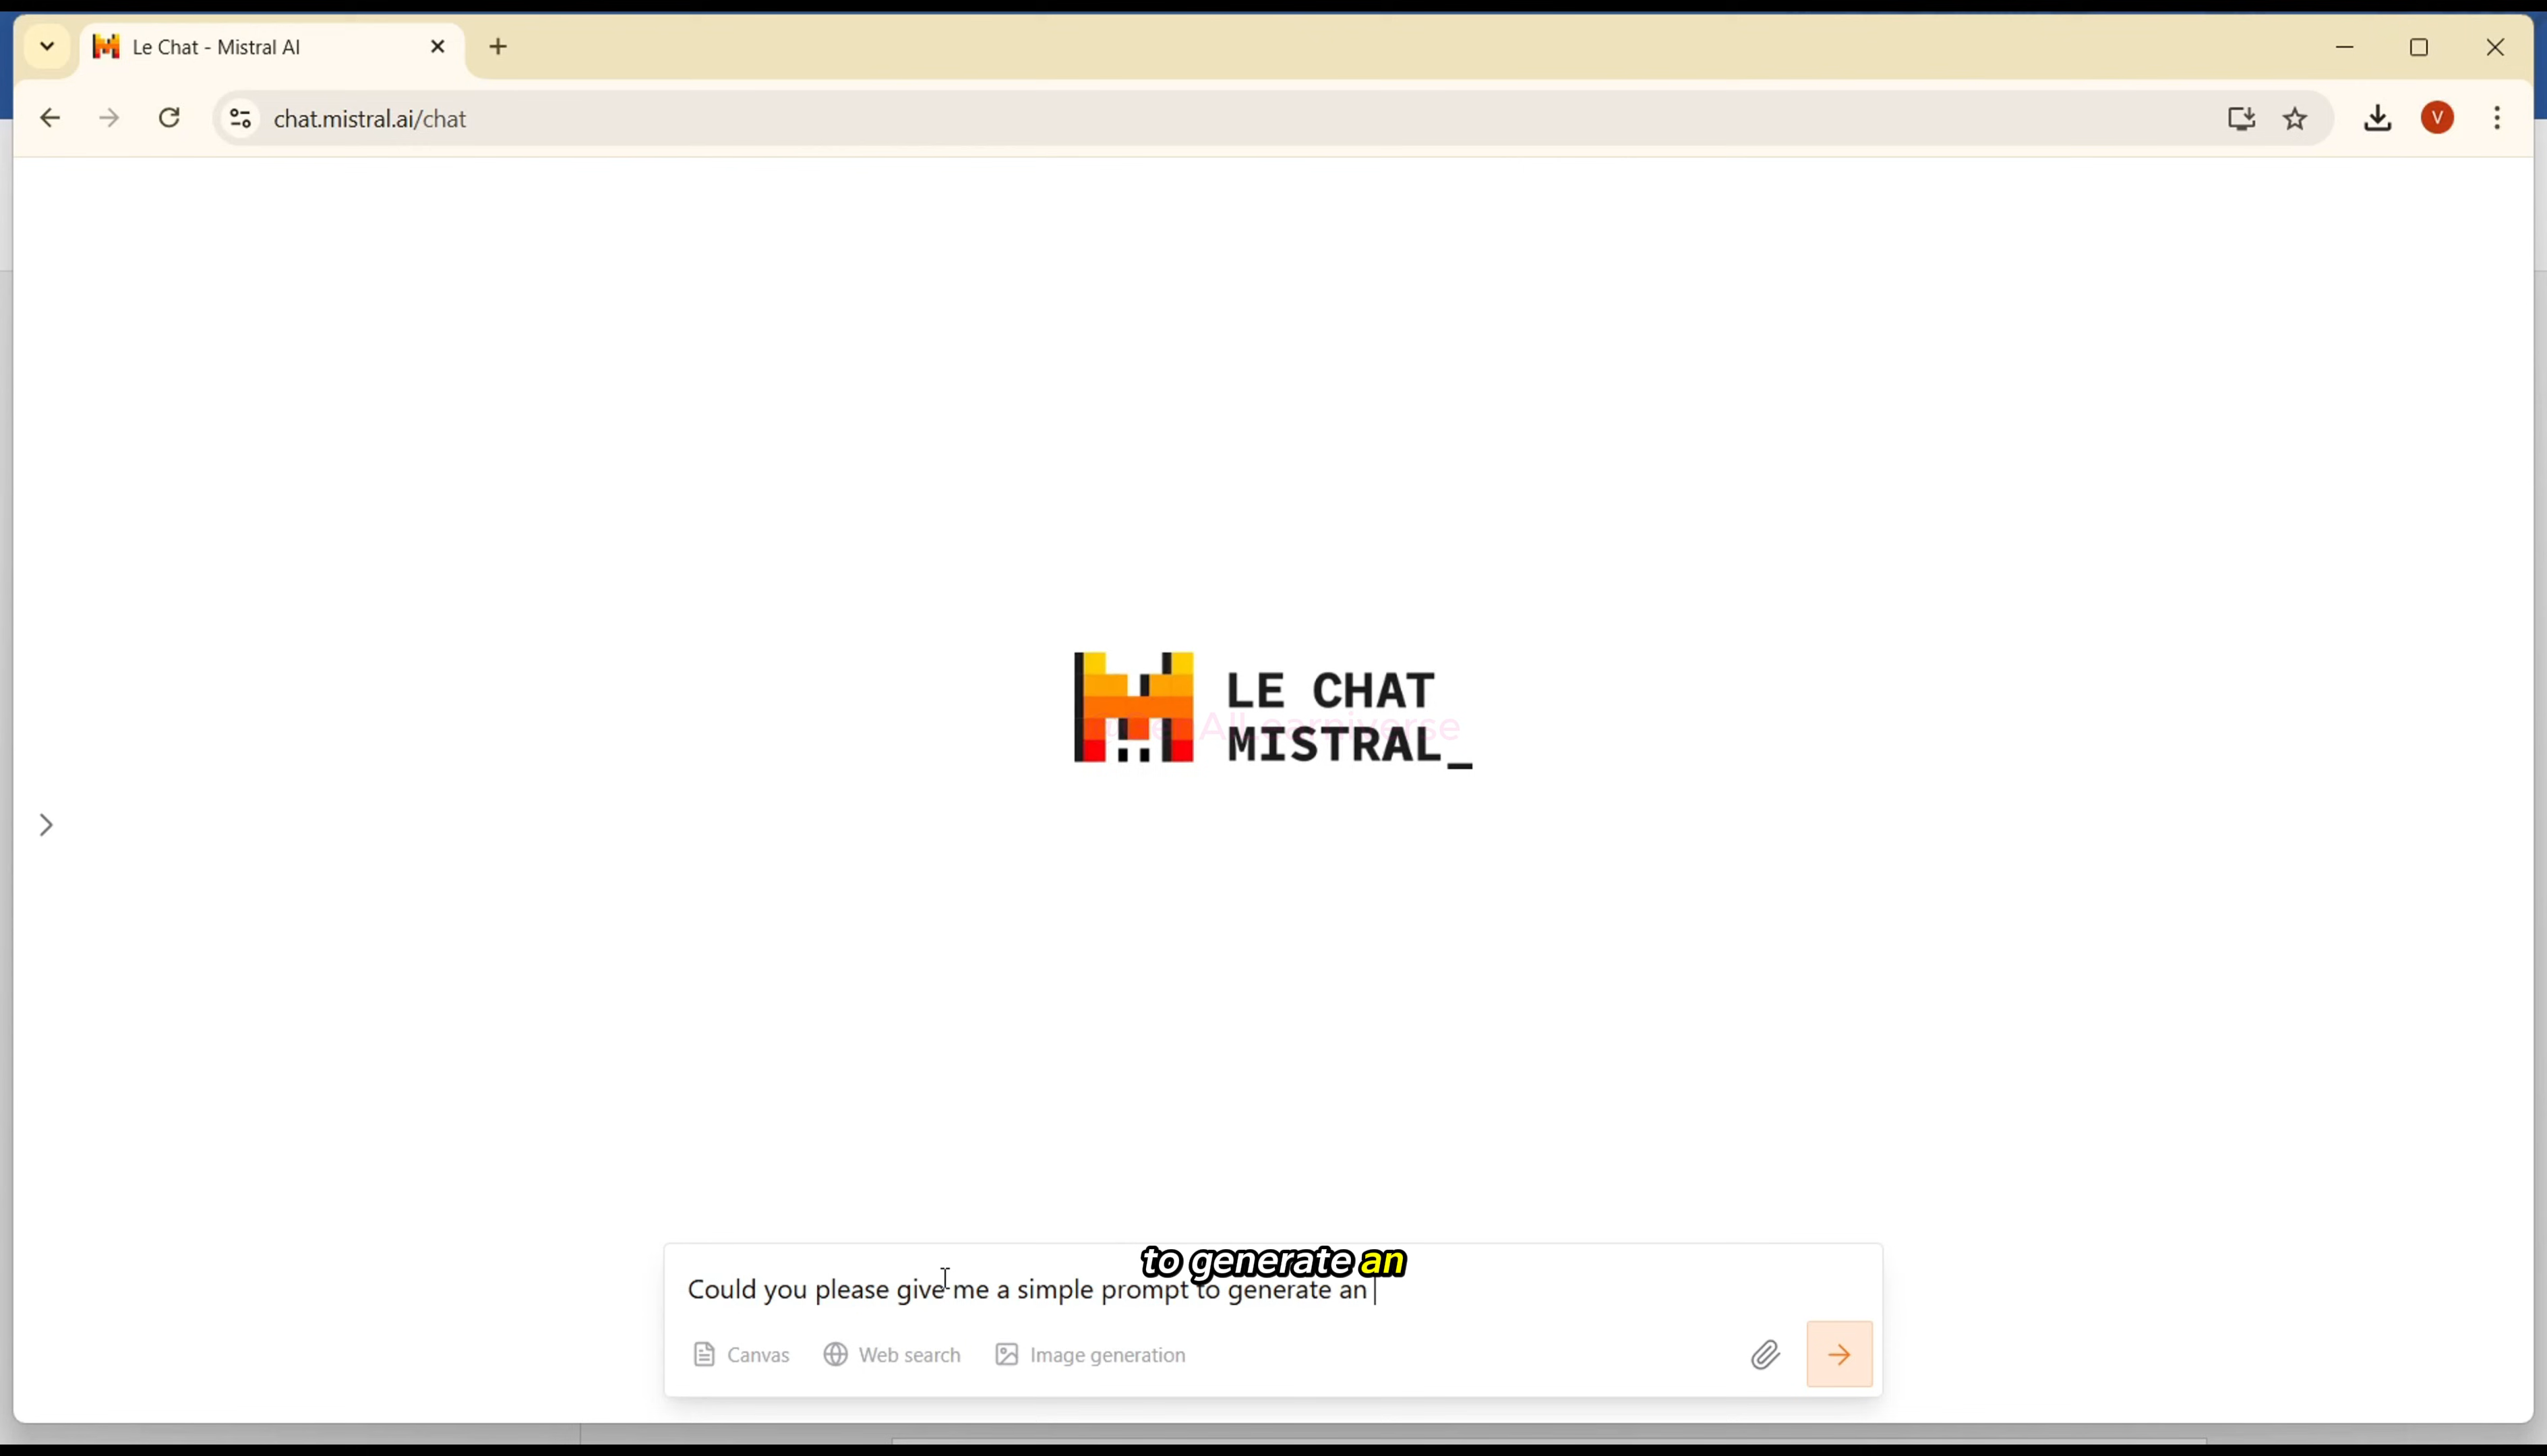 Le Chat - Mistral AI
chat.mistral.ai/chat
V
LE CHAT
MISTRAL_
to generate an
Could you please give me a simple prompt to generate an
Canvas
Web search
Image generation